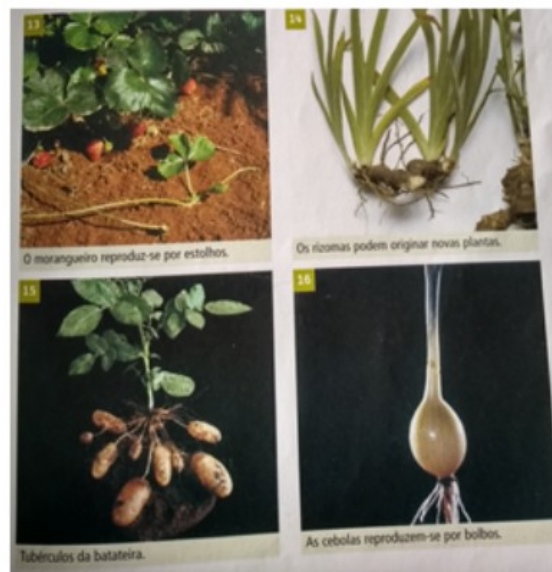 13
O morangueiro reproduz-se por estolhos.
14
Os rizomas podem originar novas plantas.
15
Tubérculos da batateira.
16
As cebolas reproduzem-se por bolbos.